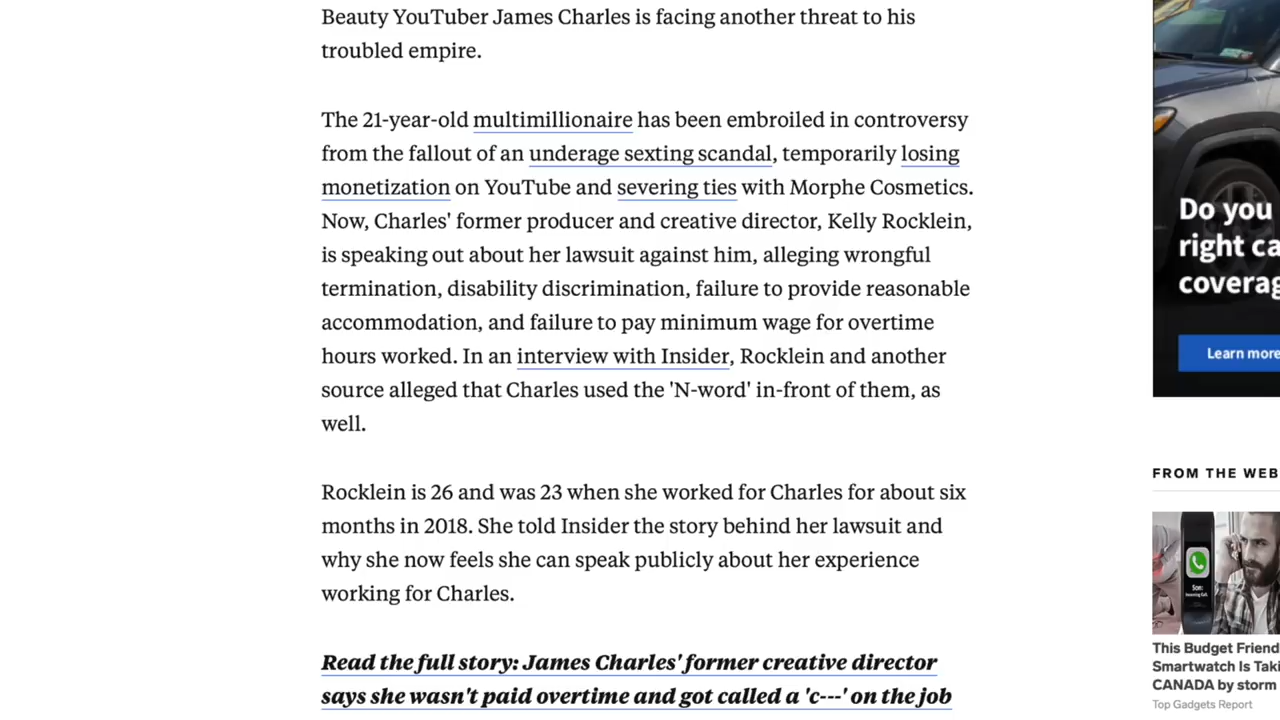 Beauty YouTuber James Charles is facing another threat to his
troubled empire.
The 21-year-old multimillionaire has been embroiled in controversy
from the fallout of an underage sexting scandal, temporarily losing
monetization on YouTube and severing ties with Morphe Cosmetics.
Now, Charles' former producer and creative director, Kelly Rocklein,
is speaking out about her lawsuit against him, alleging wrongful
termination, disability discrimination, failure to provide reasonable
accommodation, and failure to pay minimum wage for overtime
hours worked. In an interview with Insider, Rocklein and another
source alleged that Charles used the 'N-word' in-front of them, as
well.
Rocklein is 26 and was 23 when she worked for Charles for about six
months in 2018. She told Insider the story behind her lawsuit and
why she now feels she can speak publicly about her experience
working for Charles.
Read the full story: James Charles' former creative director
says she wasn't paid overtime and got called a 'c---' on the job
Do you
right ca
coverag
Learn more
FROM THE WEB
This Budget Friend
Smartwatch Is Taki
CANADA by storm
Top Gadgets Report